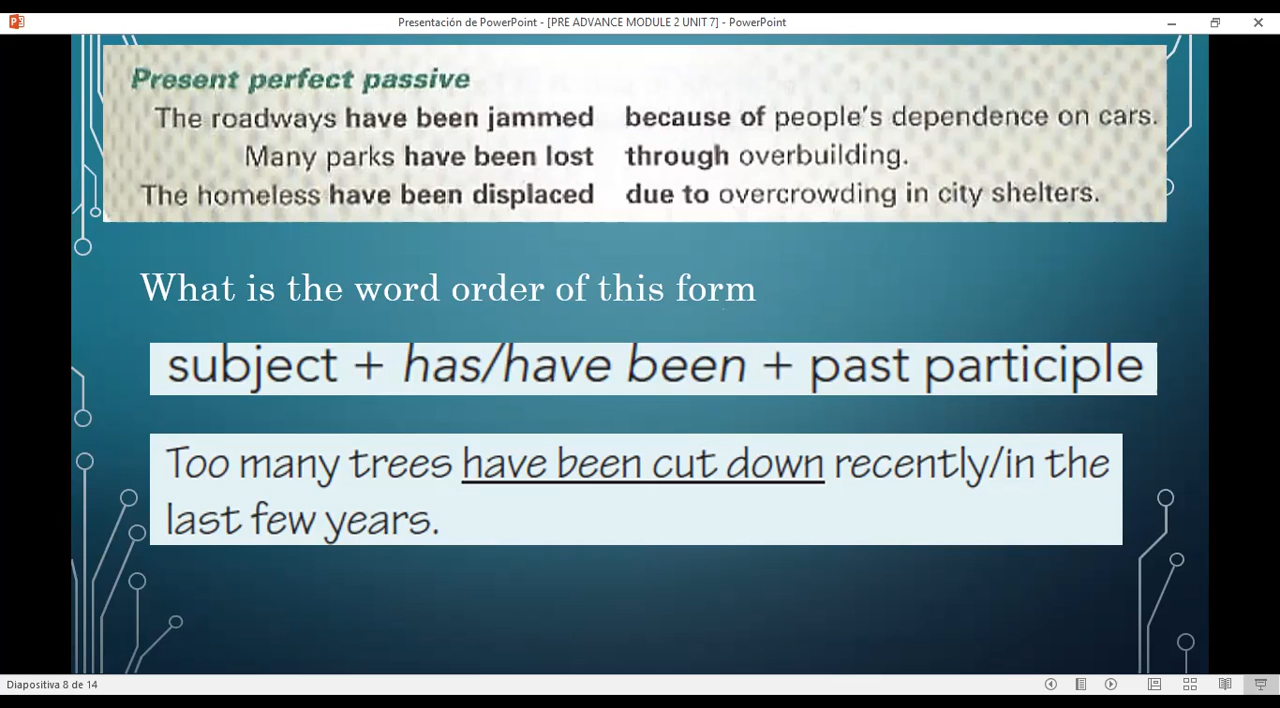 Presentación de PowerPoint - [PRE ADVANCE MODULE 2 UNIT 7] - PowerPoint
Present perfect passive
The roadways have been jammed because of people's dependence on cars.
Many parks have been lost through overbuilding.
The homeless have been displaced due to overcrowding in city shelters.
What is the word order of this form
subject + has/have been + past participle
Too many trees have been cut down recently/in the
last few years.
Diapositiva 8 de 14